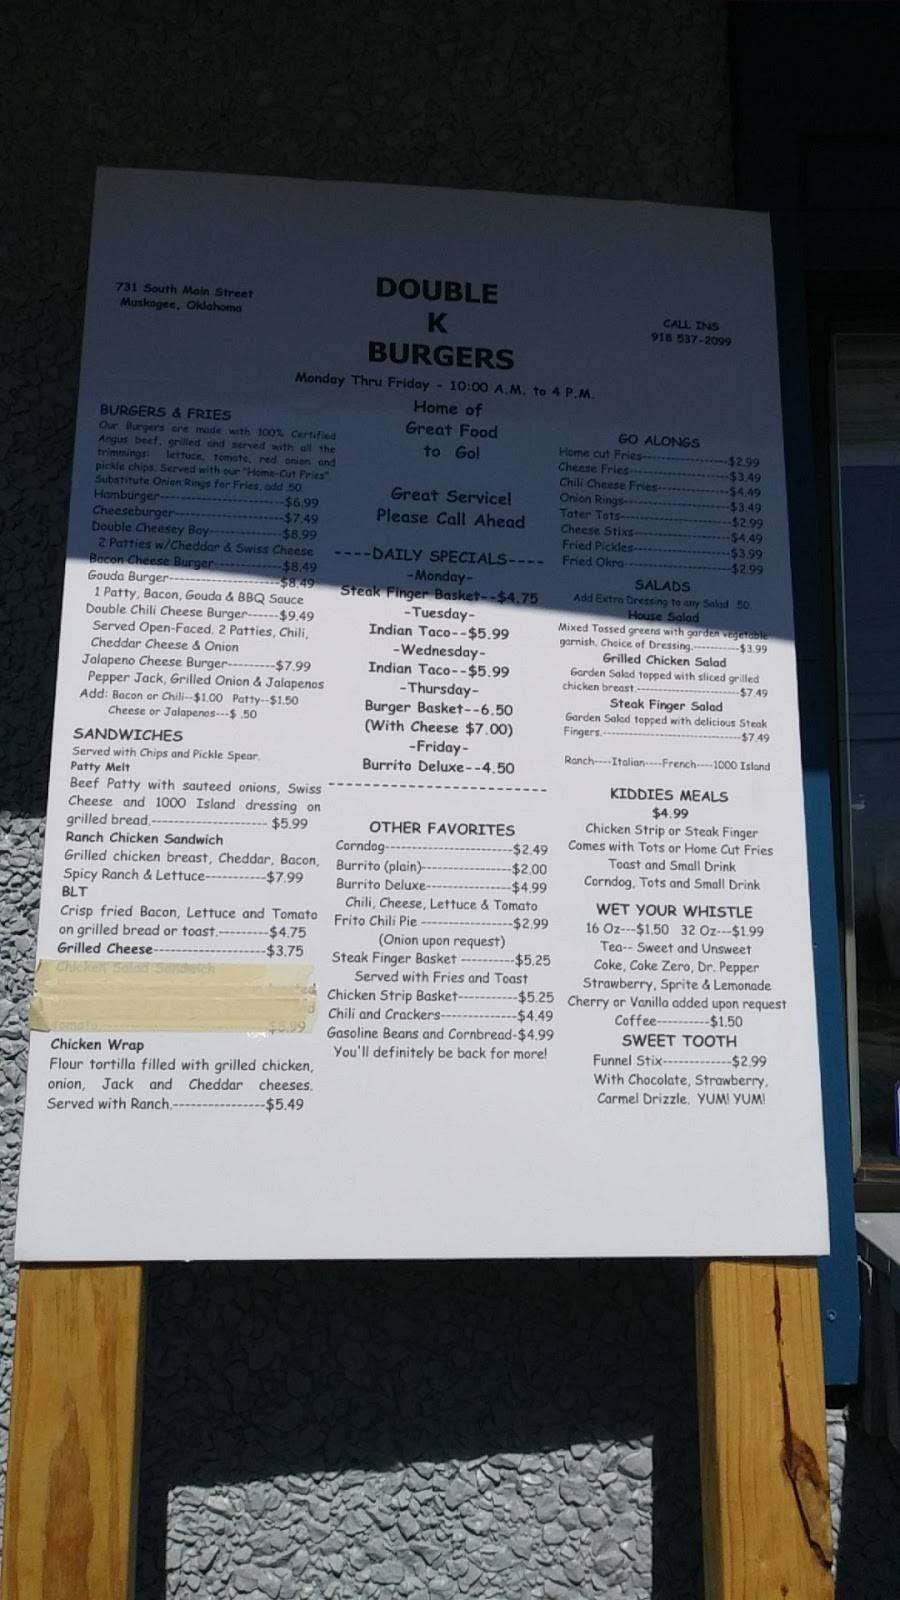 731 South Main Street
Muskogee, Oklahoma
DOUBLE
K
BURGERS
CALL INS
918 537-2099
Monday Thru Friday - 10:00 A.M. to 4 P.M.
BURGERS & FRIES
Our Burgers are made with 100% Certified
Angus beef, grilled and served with all the
trimmings: lettuce, tomato, red onion and
pickle chips. Served with our "Home-Cut Fries".
Substitute Onion Rings for Fries, add .50
Hamburger-----------------$6.99
Cheeseburger---------------$7.49
Double Cheesey Boy----------$8.99
2 Patties w/Cheddar & Swiss Cheese
Bacon Cheese Burger----------$8.49
Gouda Burger----------------$8.49
1 Patty, Bacon, Gouda & BBQ Sauce
Double Chili Cheese Burger-------$9.49
Served Open-Faced, 2 Patties, Chili,
Cheddar Cheese & Onion
Jalapeno Cheese Burger---------$7.99
Pepper Jack, Grilled Onion & Jalapenos
Add: Bacon or Chili--$1.00 Patty--$1.50
Cheese or Jalapenos---$ .50
SANDWICHES
Served with Chips and Pickle Spear.
Patty Melt
Beef Patty with sauteed onions, Swiss
Cheese and 1000 Island dressing on
grilled bread.------------------- $5.99
Ranch Chicken Sandwich
Grilled chicken breast, Cheddar, Bacon,
Spicy Ranch & Lettuce-----------$7.99
BLT
Crisp fried Bacon, Lettuce and Tomato
on grilled bread or toast.---------$4.75
Grilled Cheese------------------$3.75
Chicken Salad Sandwich
tomato $5.99
Chicken Wrap
Flour tortilla filled with grilled chicken,
onion, Jack and Cheddar cheeses.
Served with Ranch.----------------$5.49
Home of
Great Food
to Go!
Great Service!
Please Call Ahead
----DAILY SPECIALS----
-Monday-
Steak Finger Basket--$4.75
-Tuesday-
Indian Taco--$5.99
-Wednesday-
Indian Taco--$5.99
-Thursday-
Burger Basket--6.50
(With Cheese $7.00)
-Friday-
Burrito Deluxe--4.50
OTHER FAVORITES
Corndog----------------------$2.49
Burrito (plain)----------------$2.00
Burrito Deluxe---------------$4.99
Chili, Cheese, Lettuce & Tomato
Frito Chili Pie ----------------$2.99
(Onion upon request)
Steak Finger Basket ----------$5.25
Served with Fries and Toast
Chicken Strip Basket-----------$5.25
Chili and Crackers--------------$4.49
Gasoline Beans and Cornbread-$4.99
You'll definitely be back for more!
GO ALONGS
Home cut Fries----------------$2.99
Cheese Fries------------------$3.49
Chili Cheese Fries-------------$4.49
Onion Rings-------------------$3.49
Tater Tots--------------------$2.99
Cheese Stixs------------------$4.49
Fried Pickles------------------$3.99
Fried Okra--------------------$2.99
SALADS
Add Extra Dressing to any Salad .50.
House Salad
Mixed Tossed greens with garden vegetable
garnish. Choice of Dressing.----------$3.99
Grilled Chicken Salad
Garden Salad topped with sliced grilled
chicken breast.--------------------$7.49
Steak Finger Salad
Garden Salad topped with delicious Steak
Fingers.--------------------------$7.49
Ranch----Italian----French----1000 Island
KIDDIES MEALS
$4.99
Chicken Strip or Steak Finger
Comes with Tots or Home Cut Fries
Toast and Small Drink
Corndog, Tots and Small Drink
WET YOUR WHISTLE
16 Oz---$1.50 32 Oz---$1.99
Tea-- Sweet and Unsweet
Coke, Coke Zero, Dr. Pepper
Strawberry, Sprite & Lemonade
Cherry or Vanilla added upon request
Coffee----------$1.50
SWEET TOOTH
Funnel Stix-------------$2.99
With Chocolate, Strawberry,
Carmel Drizzle. YUM! YUM!